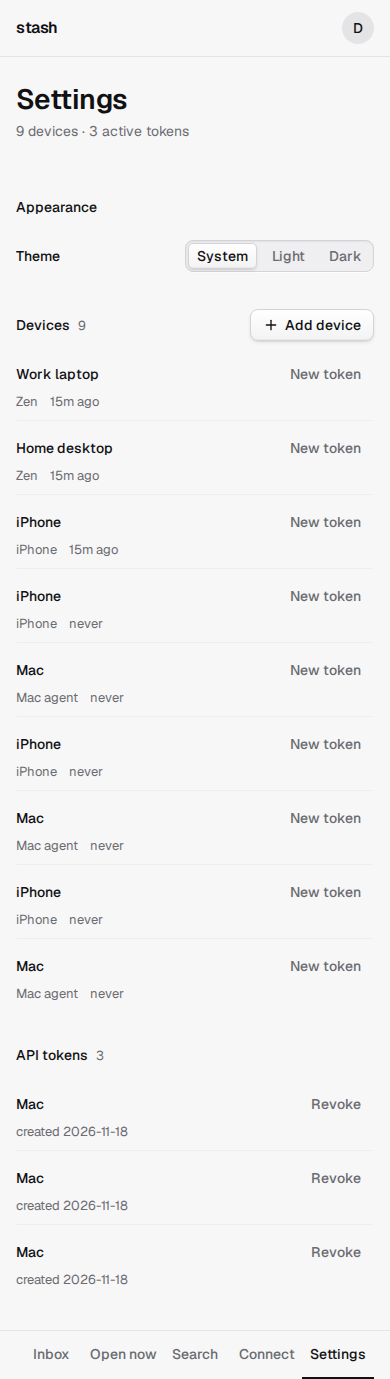 stash
D
Settings
9 devices · 3 active tokens
Appearance
Theme
System Light Dark
Devices 9
+ Add device
Work laptop
New token
Zen 15m ago
Home desktop
New token
Zen 15m ago
iPhone
New token
iPhone 15m ago
iPhone
New token
iPhone never
Mac
New token
Mac agent never
iPhone
New token
iPhone never
Mac
New token
Mac agent never
iPhone
New token
iPhone never
Mac
New token
Mac agent never
API tokens 3
Mac
Revoke
created 2026-11-18
Mac
Revoke
created 2026-11-18
Mac
Revoke
created 2026-11-18
Inbox Open now Search Connect Settings